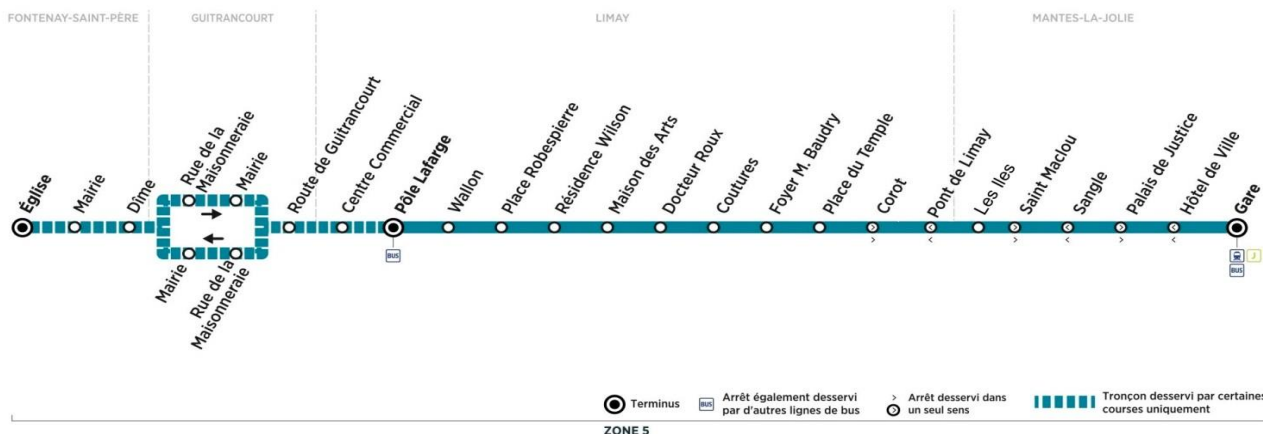 FONTENAY-SAINT-PÈRE
GUITRANCOURT
LIMAY
MANTES-LA-JOLIE
Église
Mairie
Dîme
Rue de la
Maisonneraie
Mairie
Mairie
Rue de la
Maisonneraie
Route de Guitrancourt
Centre Commercial
Pôle Lafarge
BUS
Wallon
Place Robespierre
Résidence Wilson
Maison des Arts
Docteur Roux
Coutures
Foyer M. Baudry
Place du Temple
Corot
Pont de Limay
Les Iles
Saint Maclou
Sangle
Palais de Justice
Hôtel de Ville
Gare
J
BUS
Terminus
BUS
Arrêt également desservi
par d'autres lignes de bus
Arrêt desservi dans
un seul sens
Tronçon desservi par certaines
courses uniquement
ZONE 5